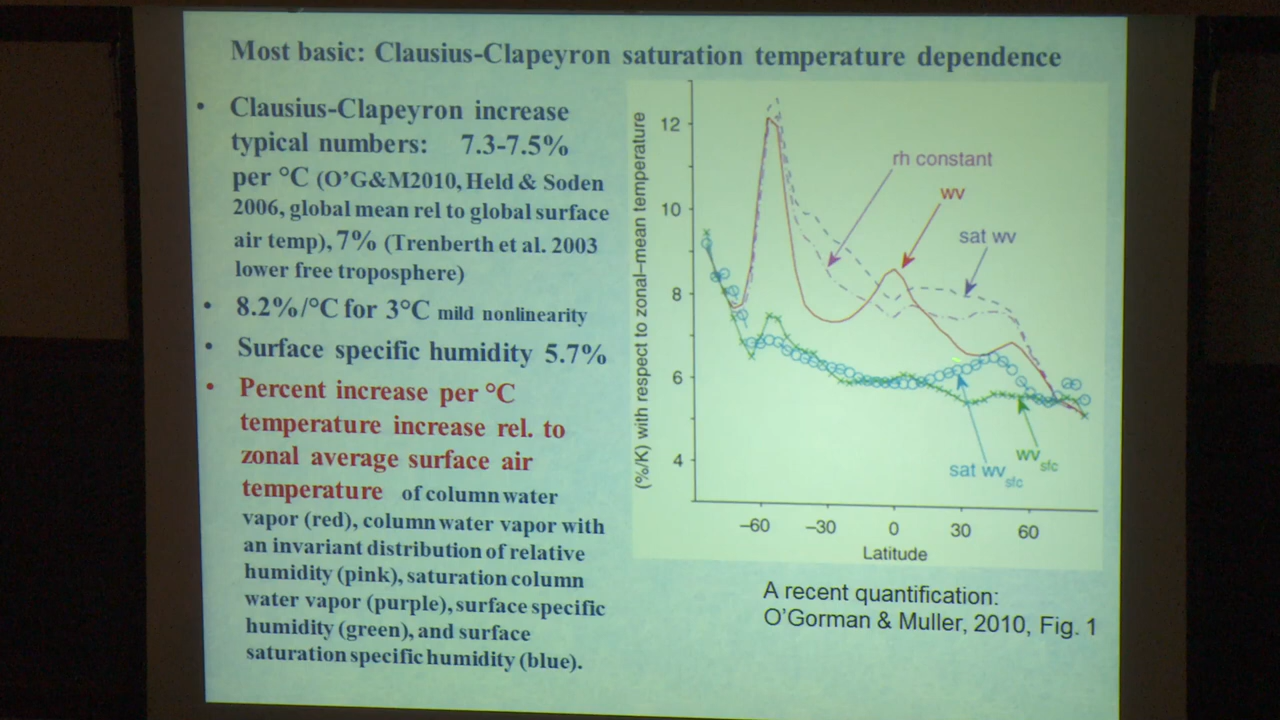 Most basic: Clausius-Clapeyron saturation temperature dependence
• Clausius-Clapeyron increase
typical numbers: 7.3-7.5%
per °C (O'G&M2010, Held & Soden
2006, global mean rel to global surface
air temp), 7% (Trenberth et al. 2003
lower free troposphere)
• 8.2%/°C for 3°C mild nonlinearity
• Surface specific humidity 5.7%
• Percent increase per °C
temperature increase rel. to
zonal average surface air
temperature of column water
vapor (red), column water vapor with
an invariant distribution of relative
humidity (pink), saturation column
water vapor (purple), surface specific
humidity (green), and surface
saturation specific humidity (blue).
(%/K) with respect to zonal–mean temperature
12
10
8
6
4
rh constant
wv
sat wv
wv sfc
sat wv sfc
–60 –30 0 30 60
Latitude
A recent quantification:
O'Gorman & Muller, 2010, Fig. 1